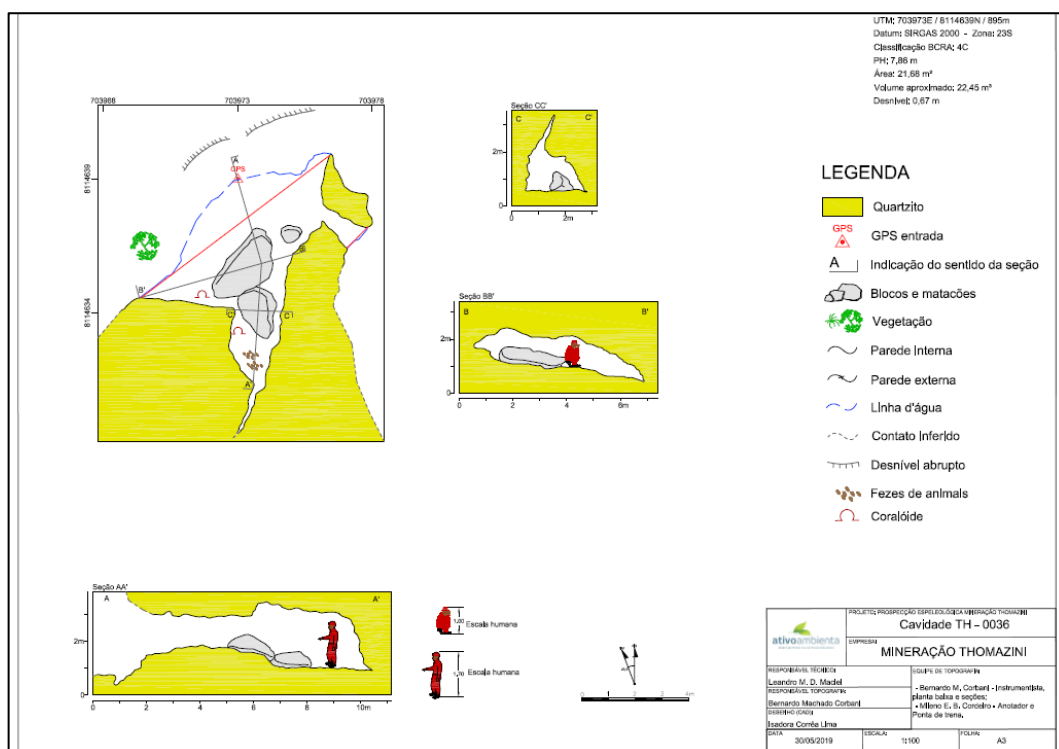 UTM: 703973E / 8114639N / 895m
Datum: SIRGAS 2000 - Zona: 23S
Classificação BCRA: 4C
PH: 7,86 m
Área: 21,68 m²
Volume aproximado: 22,45 m³
Desnível: 0,67 m
703968
703973
703978
8114639
8114634
A
GPS
B'
B
C
C'
A'
Seção CC'
C
C'
2m
0
0
2m
Seção BB'
B
B'
2m
0
0
2
4
6m
LEGENDA
Quartzito
GPS
GPS entrada
A
Indicação do sentido da seção
Blocos e matacões
Vegetação
Parede Interna
Parede externa
Linha d'água
Contato Inferido
Desnível abrupto
Fezes de animais
Coralóide
Seção AA'
A
A'
2m
0
0
2
4
6
8
10m
1,00
Escala humana
1,70
Escala humana
0
1
2
4m
ativoambienta
PROJETO: PROSPECÇÃO ESPELEOLÓGICA MINERAÇÃO THOMAZINI
Cavidade TH - 0036
EMPRESA:
MINERAÇÃO THOMAZINI
RESPONSÁVEL TÉCNICO:
Leandro M. D. Maciel
RESPONSÁVEL TOPOGRAFIA:
Bernardo Machado Corbani
DESENHO (CAD):
Isadora Corrêa Lima
EQUIPE DE TOPOGRAFIA:
- Bernardo M. Corbani - Instrumentista,
planta baixa e seções;
- Mileno E. B. Cordeiro - Anotador e
Ponta de trena.
DATA
30/05/2019
ESCALA:
1:100
FOLHA:
A3